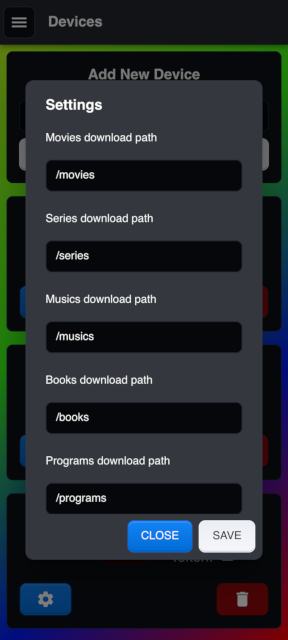 Devices
Add New Device
Settings
Movies download path
/movies
Series download path
/series
Musics download path
/musics
Books download path
/books
Programs download path
/programs
CLOSE
SAVE